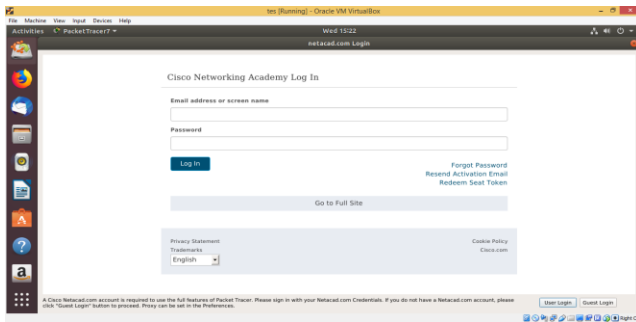 tes [Running] - Oracle VM VirtualBox
File Machine View Input Devices Help
Activities PacketTracer7 Wed 15:22
netacad.com Login
Cisco Networking Academy Log In
Email address or screen name
Password
Log In
Forgot Password
Resend Activation Email
Redeem Seat Token
Go to Full Site
Privacy Statement Cookie Policy
Trademarks Cisco.com
English
A Cisco Netacad.com account is required to use the full features of Packet Tracer. Please sign in with your Netacad.com Credentials. If you do not have a Netacad.com account, please
click "Guest Login" button to proceed. Proxy can be set in the Preferences.
User Login Guest Login
Right C